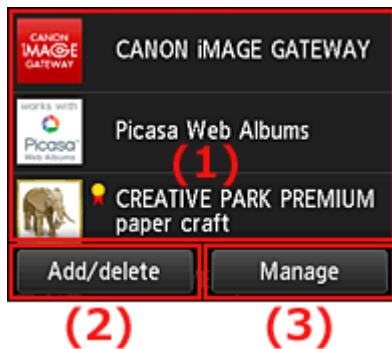 CANON
iMAGE
GATEWAY
CANON iMAGE GATEWAY
works with
Picasa
Web Albums
Picasa Web Albums
(1)
CREATIVE PARK PREMIUM
paper craft
Add/delete
Manage
(2)
(3)